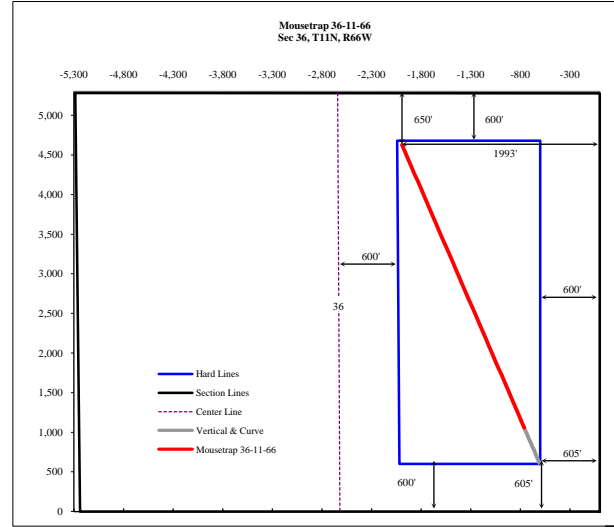 Mousetrap 36-11-66
Sec 36, T11N, R66W
-5,300 -4,800 -4,300 -3,800 -3,300 -2,800 -2,300 -1,800 -1,300 -800 -300
5,000
650' 600'
4,500
1993'
4,000
3,500
600'
3,000
600'
2,500
36
2,000
Hard Lines
1,500
Section Lines
Center Line
1,000
Vertical & Curve
Mousetrap 36-11-66
605'
500
600' 605'
0